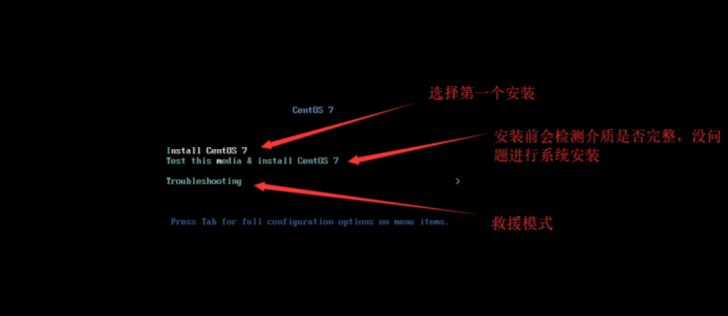 选择第一个安装
CentOS 7
安装前会检测介质是否完整，没问
题进行系统安装
Install CentOS 7
Test this media & install CentOS 7
Troubleshooting >
救援模式
Press Tab for full configuration options on menu items.